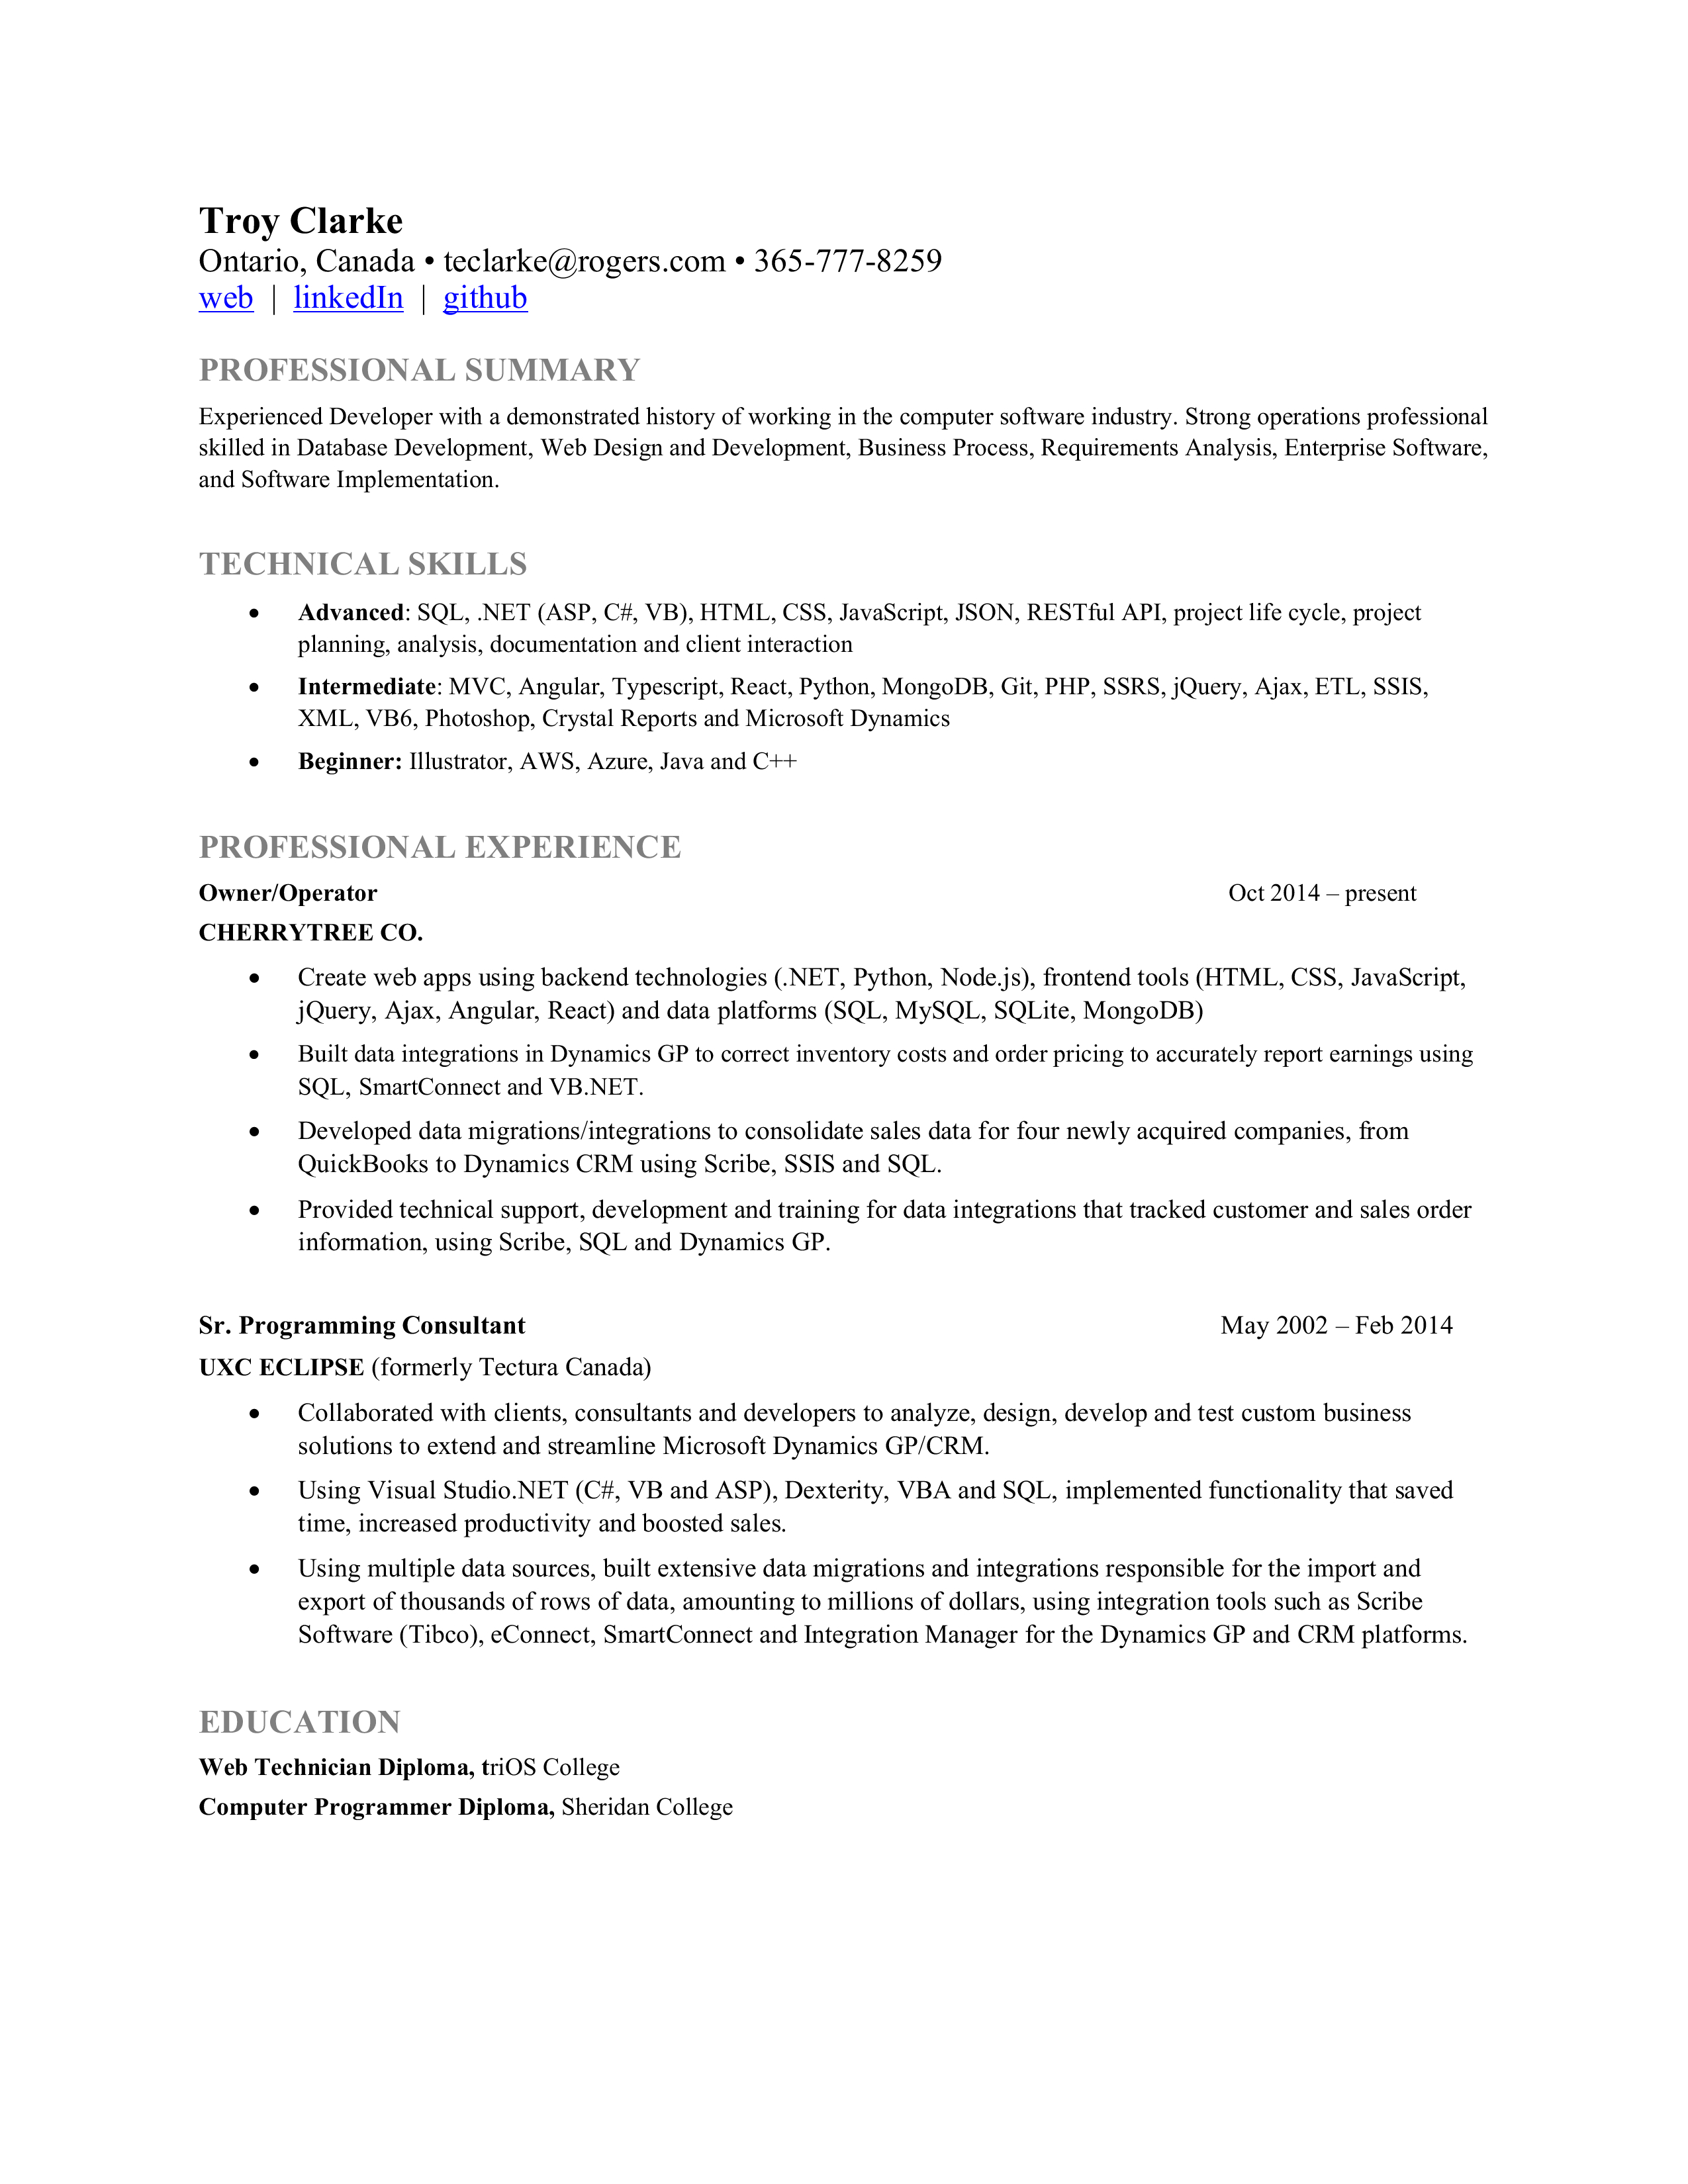 Troy Clarke
Ontario, Canada • teclarke@rogers.com • 365-777-8259
web | linkedIn | github
PROFESSIONAL SUMMARY
Experienced Developer with a demonstrated history of working in the computer software industry. Strong operations professional
skilled in Database Development, Web Design and Development, Business Process, Requirements Analysis, Enterprise Software,
and Software Implementation.
TECHNICAL SKILLS
• Advanced: SQL, .NET (ASP, C#, VB), HTML, CSS, JavaScript, JSON, RESTful API, project life cycle, project
planning, analysis, documentation and client interaction
• Intermediate: MVC, Angular, Typescript, React, Python, MongoDB, Git, PHP, SSRS, jQuery, Ajax, ETL, SSIS,
XML, VB6, Photoshop, Crystal Reports and Microsoft Dynamics
• Beginner: Illustrator, AWS, Azure, Java and C++
PROFESSIONAL EXPERIENCE
Owner/Operator Oct 2014 – present
CHERRYTREE CO.
• Create web apps using backend technologies (.NET, Python, Node.js), frontend tools (HTML, CSS, JavaScript,
jQuery, Ajax, Angular, React) and data platforms (SQL, MySQL, SQLite, MongoDB)
• Built data integrations in Dynamics GP to correct inventory costs and order pricing to accurately report earnings using
SQL, SmartConnect and VB.NET.
• Developed data migrations/integrations to consolidate sales data for four newly acquired companies, from
QuickBooks to Dynamics CRM using Scribe, SSIS and SQL.
• Provided technical support, development and training for data integrations that tracked customer and sales order
information, using Scribe, SQL and Dynamics GP.
Sr. Programming Consultant May 2002 – Feb 2014
UXC ECLIPSE (formerly Tectura Canada)
• Collaborated with clients, consultants and developers to analyze, design, develop and test custom business
solutions to extend and streamline Microsoft Dynamics GP/CRM.
• Using Visual Studio.NET (C#, VB and ASP), Dexterity, VBA and SQL, implemented functionality that saved
time, increased productivity and boosted sales.
• Using multiple data sources, built extensive data migrations and integrations responsible for the import and
export of thousands of rows of data, amounting to millions of dollars, using integration tools such as Scribe
Software (Tibco), eConnect, SmartConnect and Integration Manager for the Dynamics GP and CRM platforms.
EDUCATION
Web Technician Diploma, triOS College
Computer Programmer Diploma, Sheridan College